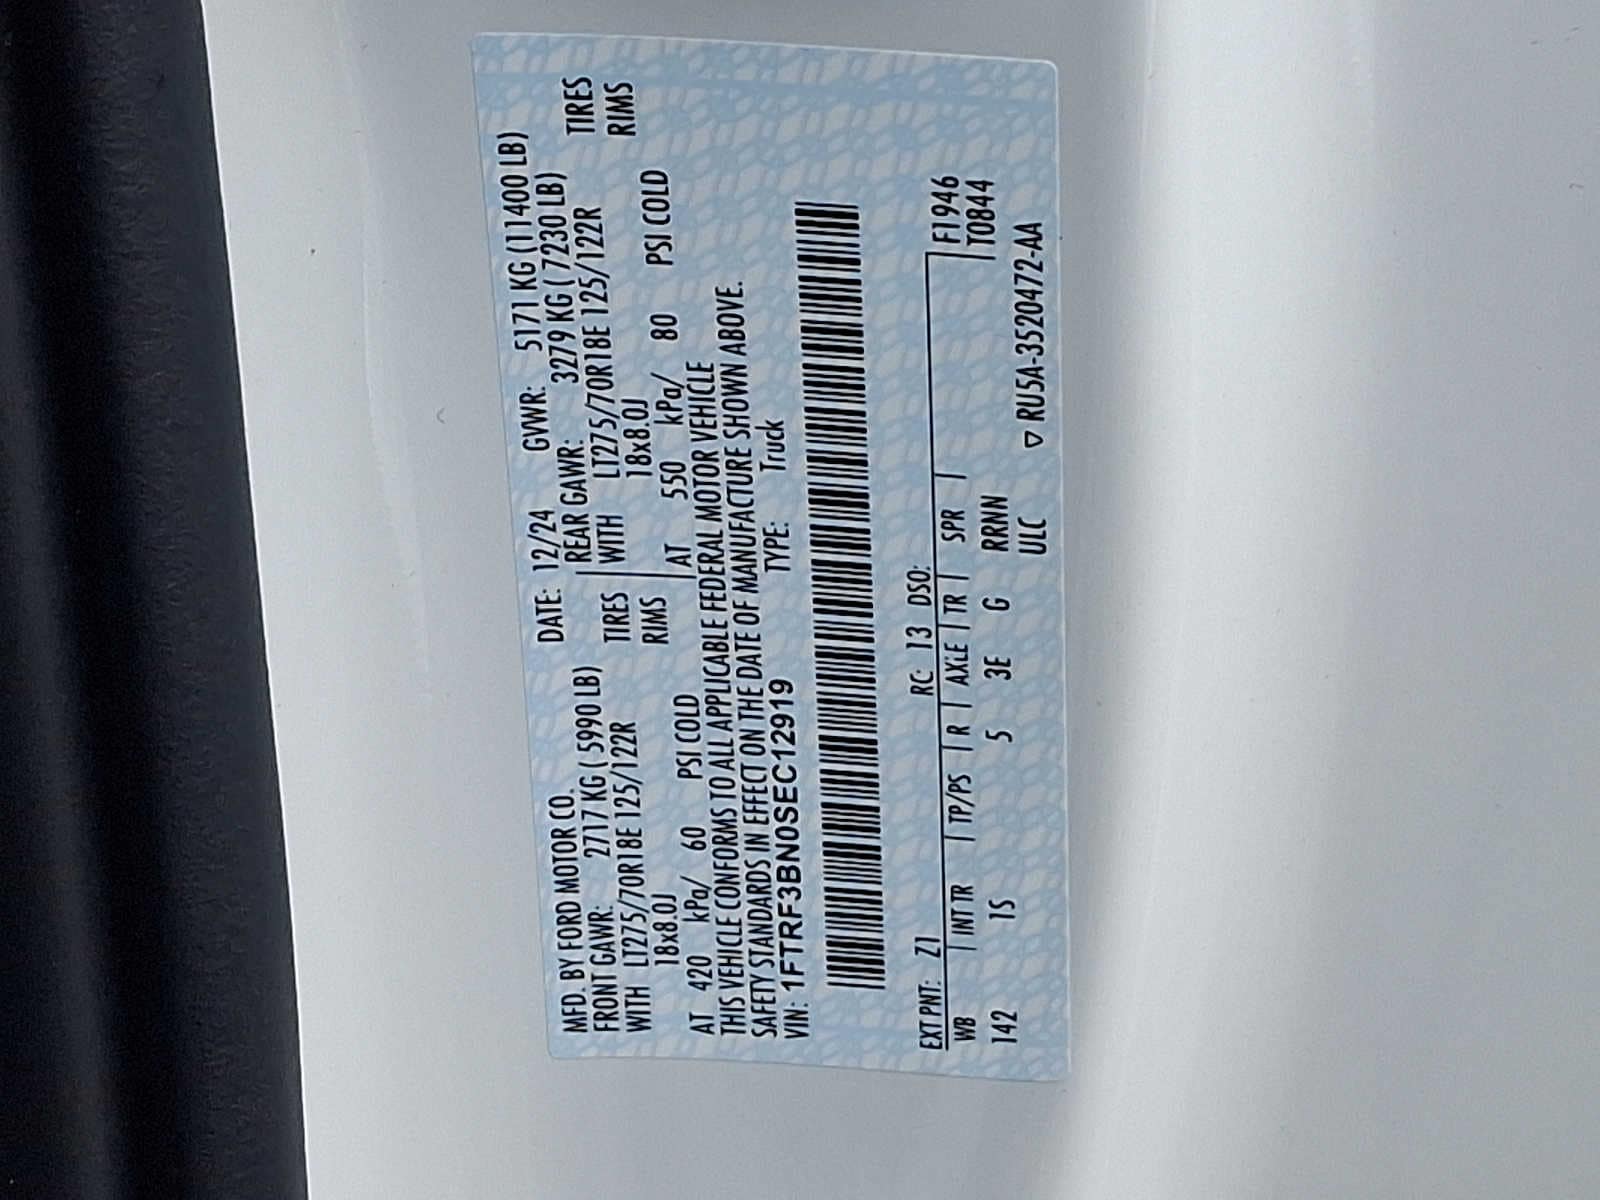 MFD. BY FORD MOTOR CO.
DATE: 12/24 GVWR: 5171 KG (11400 LB)
FRONT GAWR: 2717 KG ( 5990 LB) REAR GAWR: 3279 KG ( 7230 LB)
WITH LT275/70R18E 125/122R TIRES WITH LT275/70R18E 125/122R TIRES
18x8.0J RIMS 18x8.0J RIMS
AT 420 kPa/ 60 PSI COLD AT 550 kPa/ 80 PSI COLD
THIS VEHICLE CONFORMS TO ALL APPLICABLE FEDERAL MOTOR VEHICLE
SAFETY STANDARDS IN EFFECT ON THE DATE OF MANUFACTURE SHOWN ABOVE.
VIN: 1FTRF3BN0SEC12919 TYPE: Truck
EXT PNT: Z1 RC: 13 DSO:
WB INT TR TP/PS R AXLE TR SPR F1946
142 1S 5 3E G RRNN T0844
ULC ▽ RU5A-3520472-AA